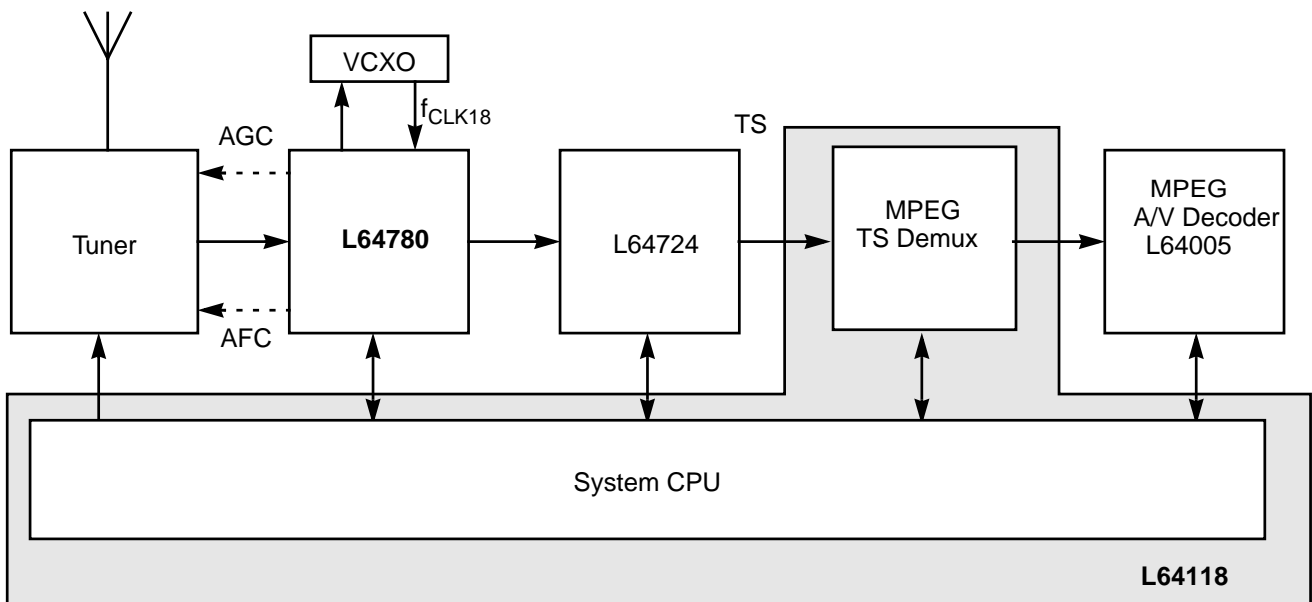 VCXO
fCLK18
AGC
TS
Tuner
L64780
L64724
MPEG
TS Demux
MPEG
A/V Decoder
L64005
AFC
System CPU
L64118